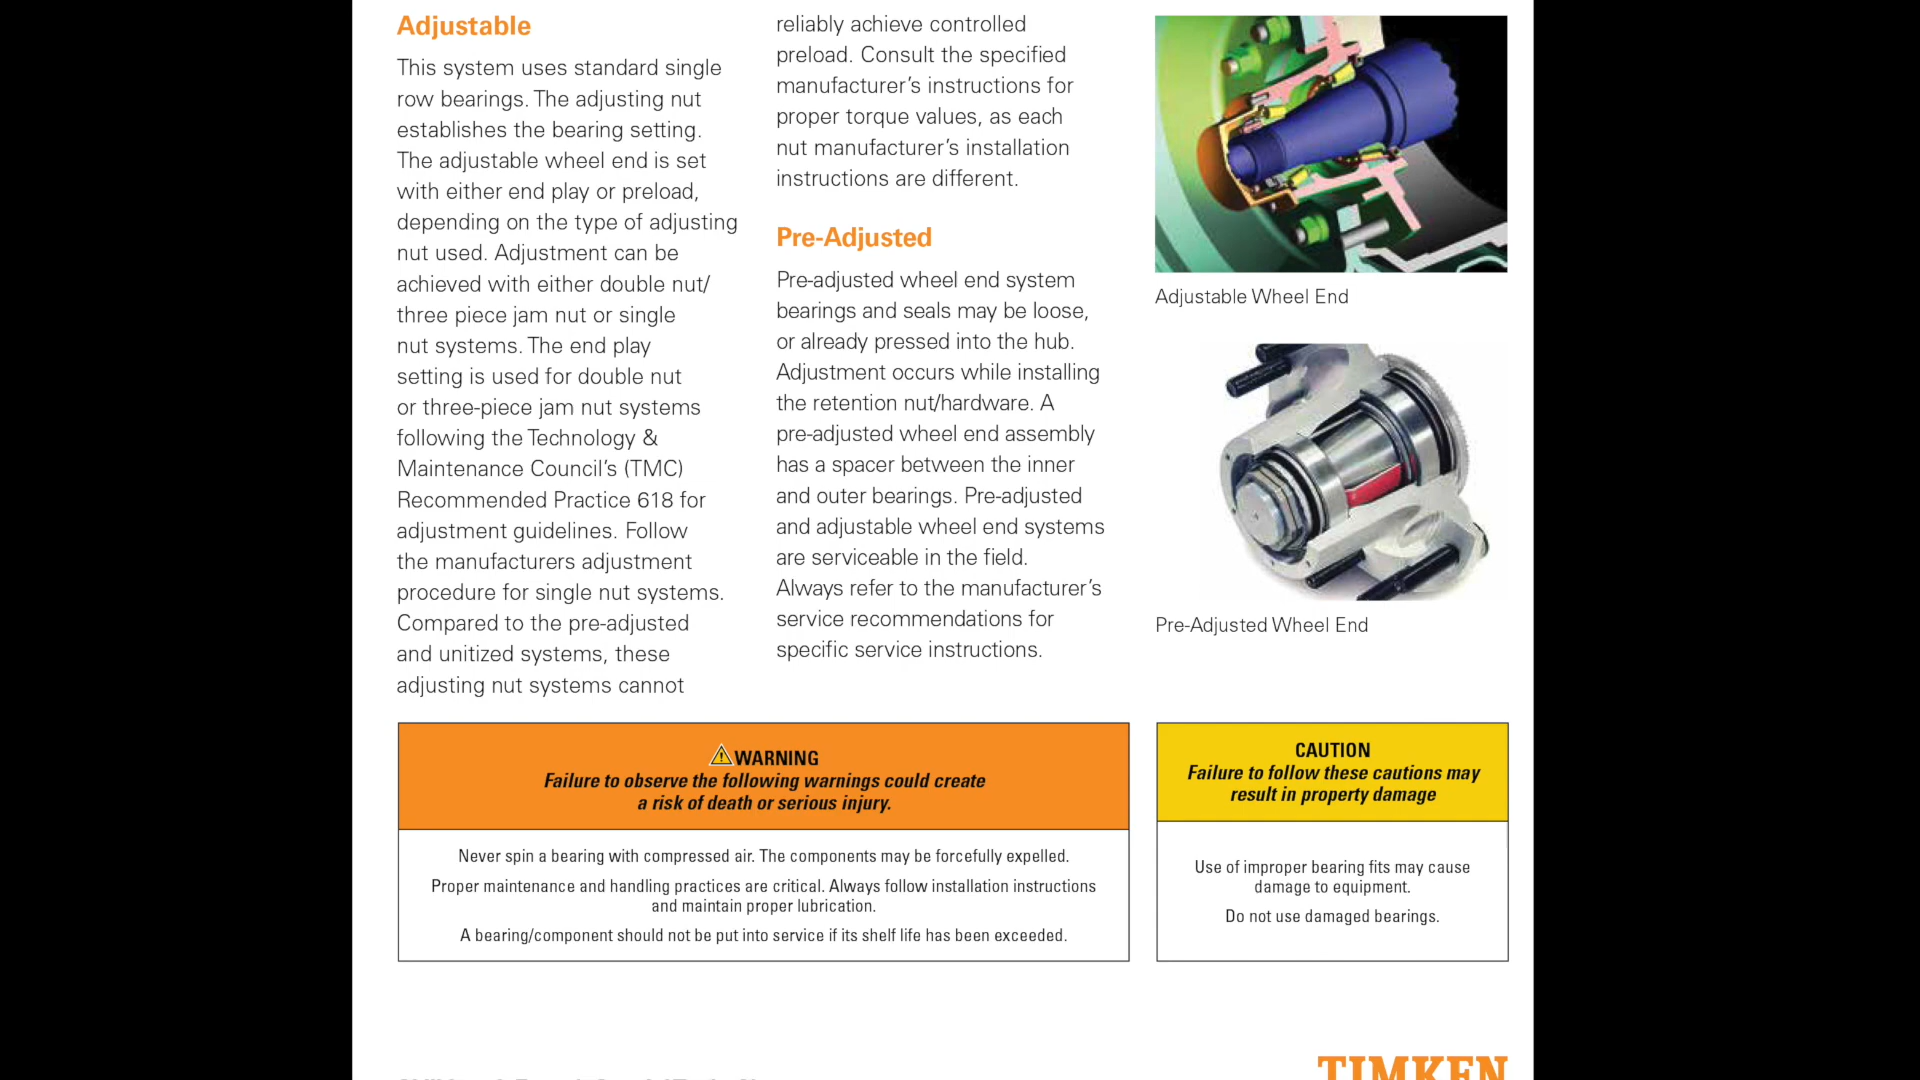 Adjustable
This system uses standard single
row bearings. The adjusting nut
establishes the bearing setting.
The adjustable wheel end is set
with either end play or preload,
depending on the type of adjusting
nut used. Adjustment can be
achieved with either double nut/
three piece jam nut or single
nut systems. The end play
setting is used for double nut
or three-piece jam nut systems
following the Technology &
Maintenance Council’s (TMC)
Recommended Practice 618 for
adjustment guidelines. Follow
the manufacturers adjustment
procedure for single nut systems.
Compared to the pre-adjusted
and unitized systems, these
adjusting nut systems cannot
reliably achieve controlled
preload. Consult the specified
manufacturer’s instructions for
proper torque values, as each
nut manufacturer’s installation
instructions are different.
Pre-Adjusted
Pre-adjusted wheel end system
bearings and seals may be loose,
or already pressed into the hub.
Adjustment occurs while installing
the retention nut/hardware. A
pre-adjusted wheel end assembly
has a spacer between the inner
and outer bearings. Pre-adjusted
and adjustable wheel end systems
are serviceable in the field.
Always refer to the manufacturer’s
service recommendations for
specific service instructions.
Adjustable Wheel End
Pre-Adjusted Wheel End
WARNING
Failure to observe the following warnings could create
a risk of death or serious injury.
Never spin a bearing with compressed air. The components may be forcefully expelled.
Proper maintenance and handling practices are critical. Always follow installation instructions
and maintain proper lubrication.
A bearing/component should not be put into service if its shelf life has been exceeded.
CAUTION
Failure to follow these cautions may
result in property damage
Use of improper bearing fits may cause
damage to equipment.
Do not use damaged bearings.
TIMKEN